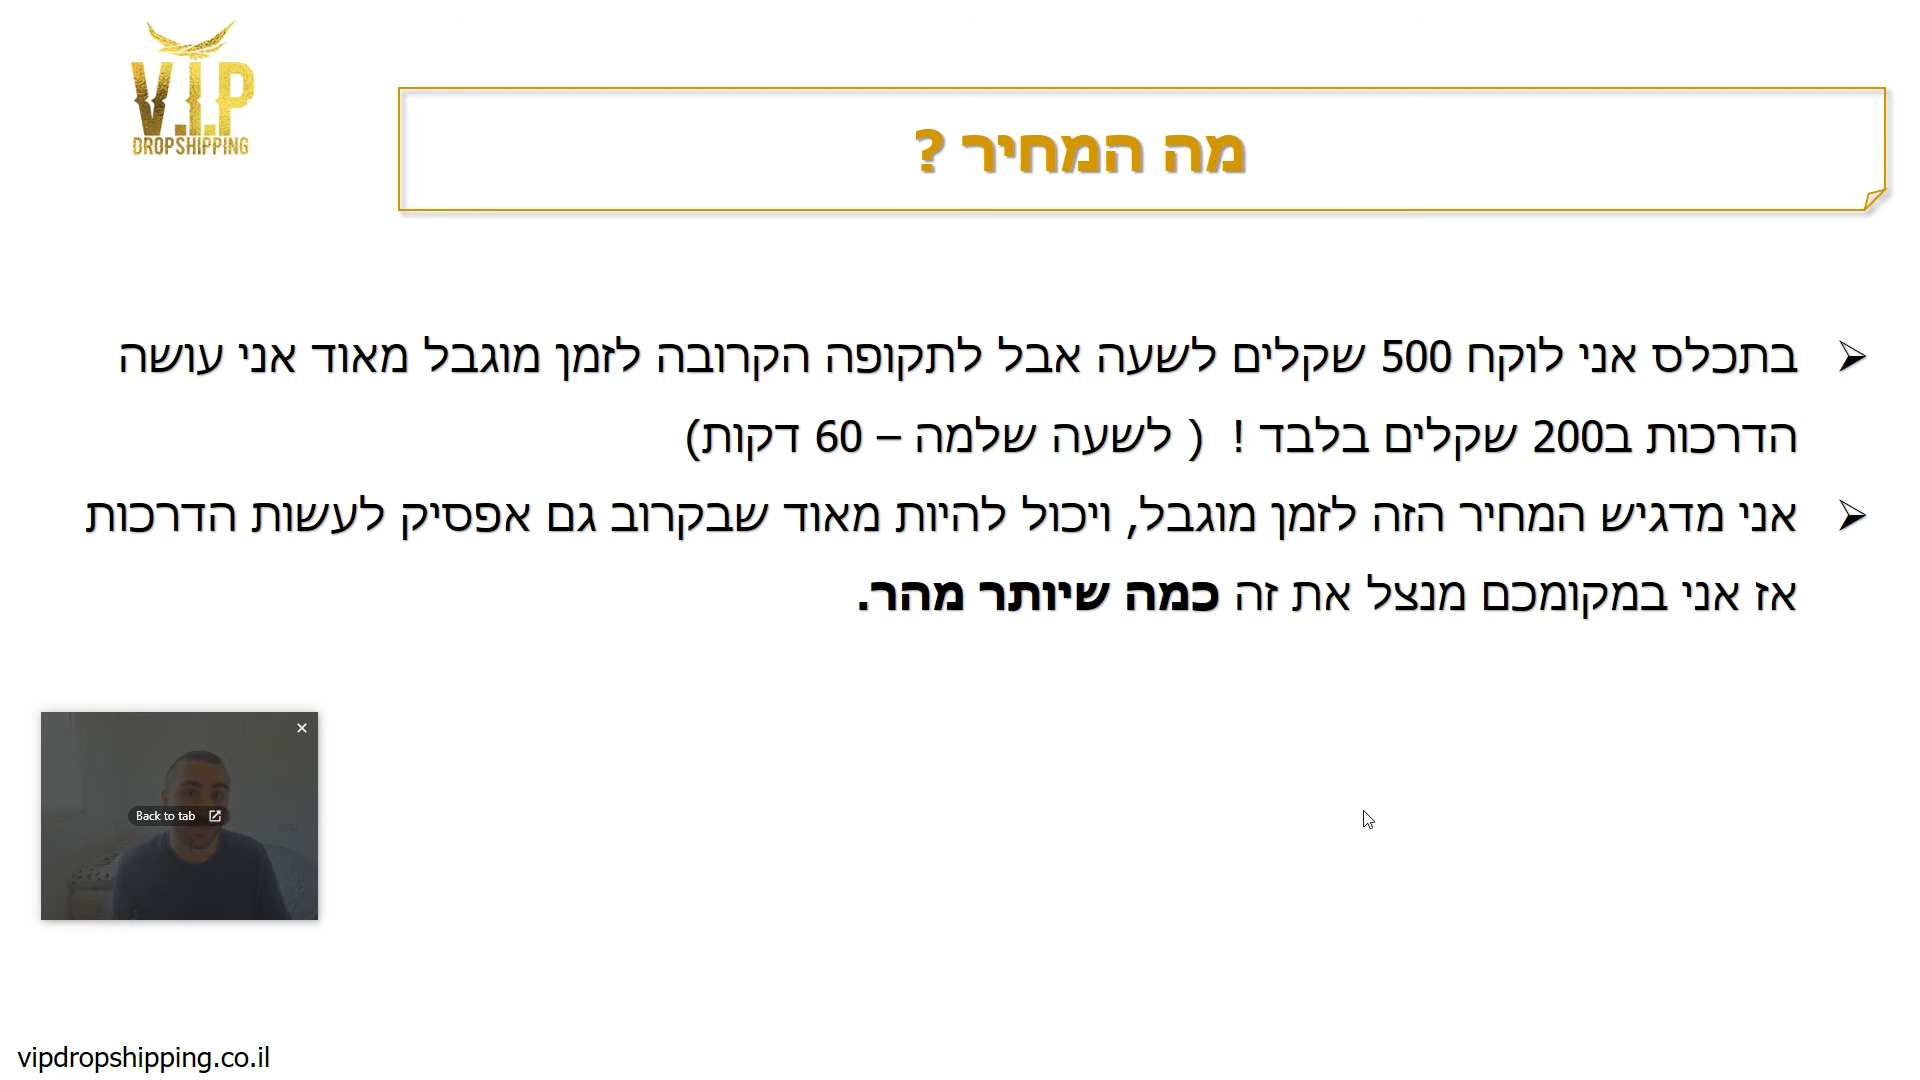 V.I.P
DROPSHIPPING
מה המחיר ?
בתכלס אני לוקח 500 שקלים לשעה אבל לתקופה הקרובה לזמן מוגבל מאוד אני עושה
הדרכות ב200 שקלים בלבד ! ( לשעה שלמה – 60 דקות)
אני מדגיש המחיר הזה לזמן מוגבל, ויכול להיות מאוד שבקרוב גם אפסיק לעשות הדרכות
אז אני במקומכם מנצל את זה כמה שיותר מהר.
Back to tab
vipdropshipping.co.il